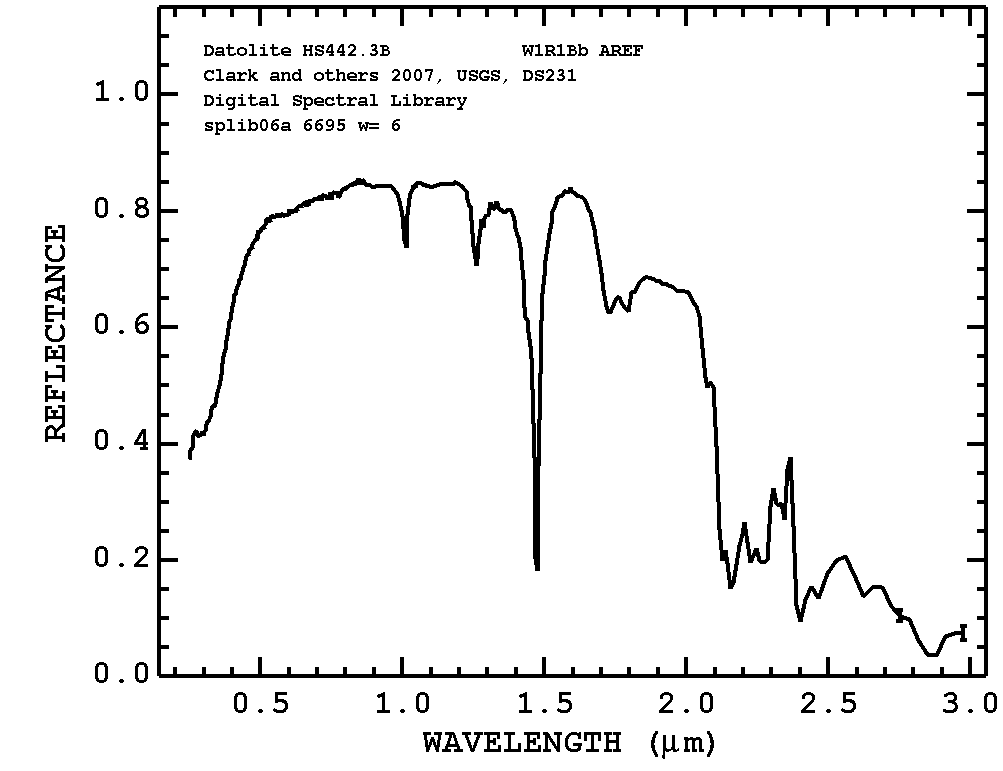 Datolite HS442.3B W1R1Bb AREF
Clark and others 2007, USGS, DS231
Digital Spectral Library
splib06a 6695 w= 6
1.0
0.8
0.6
0.4
0.2
0.0
REFLECTANCE
0.5 1.0 1.5 2.0 2.5 3.0
WAVELENGTH (μm)